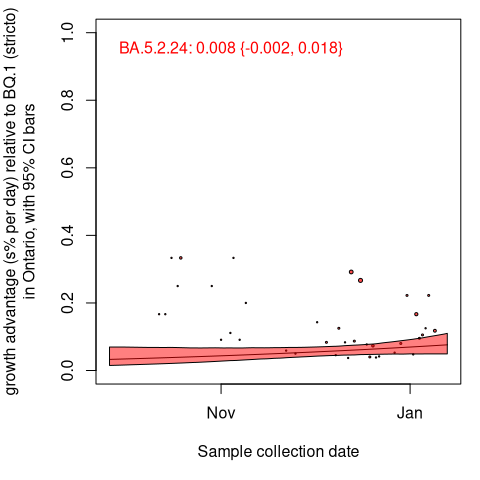 growth advantage (s% per day) relative to BQ.1 (stricto)
in Ontario, with 95% CI bars
1.0
0.8
0.6
0.4
0.2
0.0
BA.5.2.24: 0.008 {-0.002, 0.018}
Nov
Jan
Sample collection date